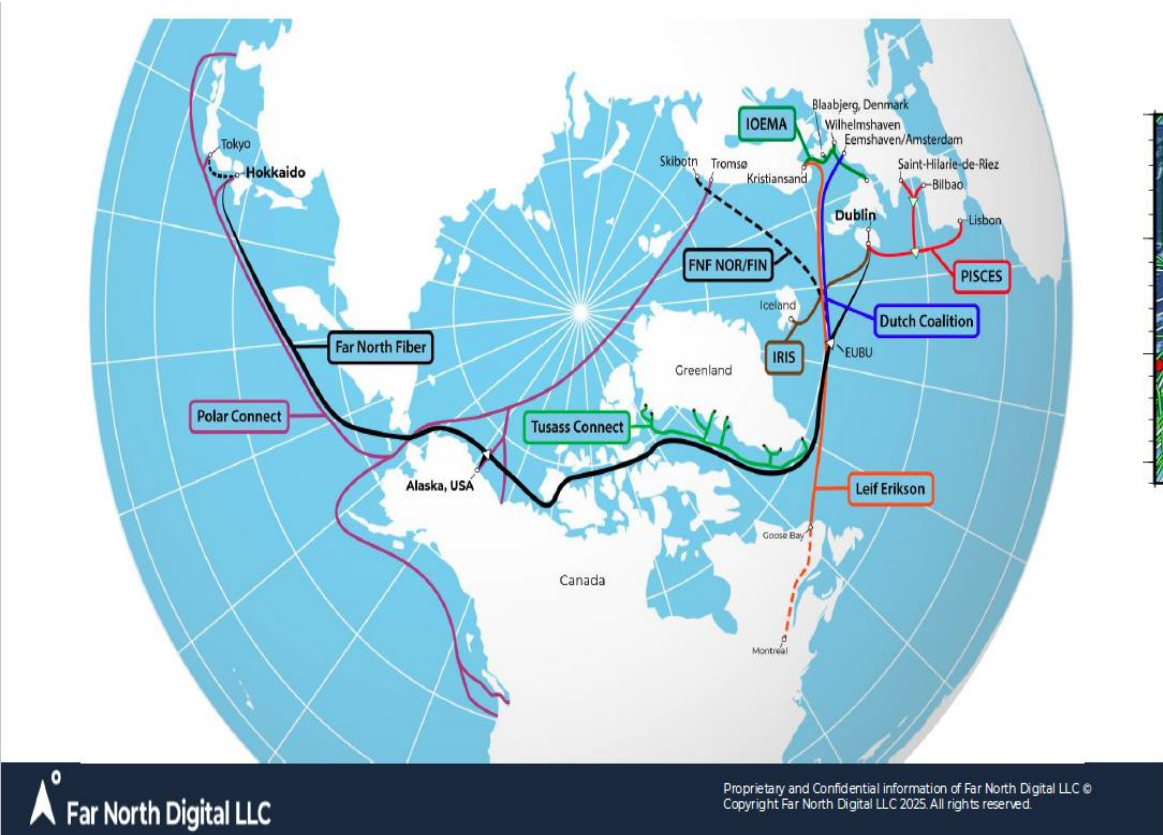 Blaabjerg, Denmark
IOEMA
Wilhelmshaven
Eemshaven/Amsterdam
Tokyo
Skibotn
Tromsø
Saint-Hilarie-de-Riez
Hokkaido
Kristiansand
Bilbao
Dublin
Lisbon
FNF NOR/FIN
PISCES
Iceland
Dutch Coalition
Far North Fiber
IRIS
EUBU
Greenland
Polar Connect
Tusass Connect
Alaska, USA
Leif Erikson
Goose Bay
Canada
Montreal
Far North Digital LLC
Proprietary and Confidential information of Far North Digital LLC ©
Copyright Far North Digital LLC 2025. All rights reserved.